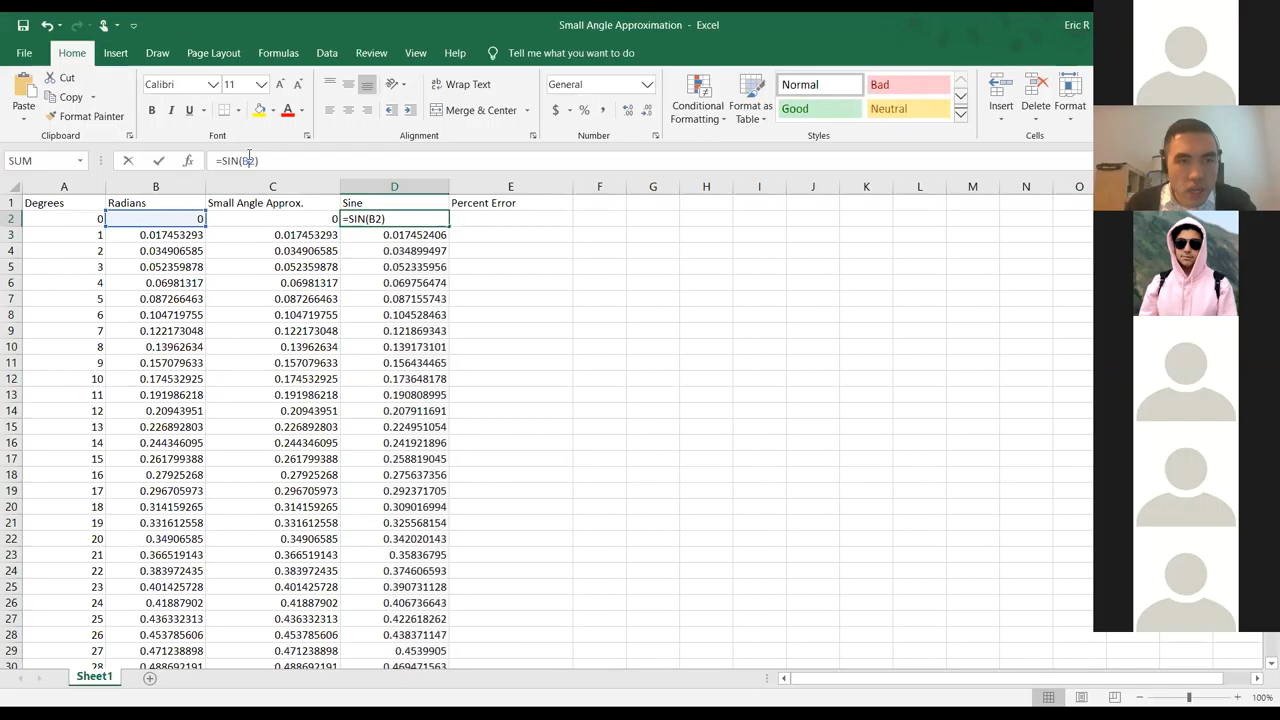 Small Angle Approximation - Excel
Eric R
File Home Insert Draw Page Layout Formulas Data Review View Help Tell me what you want to do
Paste
Cut
Copy
Format Painter
Clipboard
Calibri 11
B I U
Font
Wrap Text
Merge & Center
Alignment
General
$ % 9
Number
Conditional Formatting
Format as Table
Normal Bad
Good Neutral
Styles
Insert Delete Format
Cells
SUM fx =SIN(B2)
A B C D E F G H I J K L M N O
1 Degrees Radians Small Angle Approx. Sine Percent Error
2 0 0 0 =SIN(B2)
3 1 0.017453293 0.017453293 0.017452406
4 2 0.034906585 0.034906585 0.034899497
5 3 0.052359878 0.052359878 0.052335956
6 4 0.06981317 0.06981317 0.069756474
7 5 0.087266463 0.087266463 0.087155743
8 6 0.104719755 0.104719755 0.104528463
9 7 0.122173048 0.122173048 0.121869343
10 8 0.13962634 0.13962634 0.139173101
11 9 0.157079633 0.157079633 0.156434465
12 10 0.174532925 0.174532925 0.173648178
13 11 0.191986218 0.191986218 0.190808995
14 12 0.20943951 0.20943951 0.207911691
15 13 0.226892803 0.226892803 0.224951054
16 14 0.244346095 0.244346095 0.241921896
17 15 0.261799388 0.261799388 0.258819045
18 16 0.27925268 0.27925268 0.275637356
19 17 0.296705973 0.296705973 0.292371705
20 18 0.314159265 0.314159265 0.309016994
21 19 0.331612558 0.331612558 0.325568154
22 20 0.34906585 0.34906585 0.342020143
23 21 0.366519143 0.366519143 0.35836795
24 22 0.383972435 0.383972435 0.374606593
25 23 0.401425728 0.401425728 0.390731128
26 24 0.41887902 0.41887902 0.406736643
27 25 0.436332313 0.436332313 0.422618262
28 26 0.453785606 0.453785606 0.438371147
29 27 0.471238898 0.471238898 0.4539905
30 28 0.488692191 0.488692191 0.469471563
Sheet1
100%